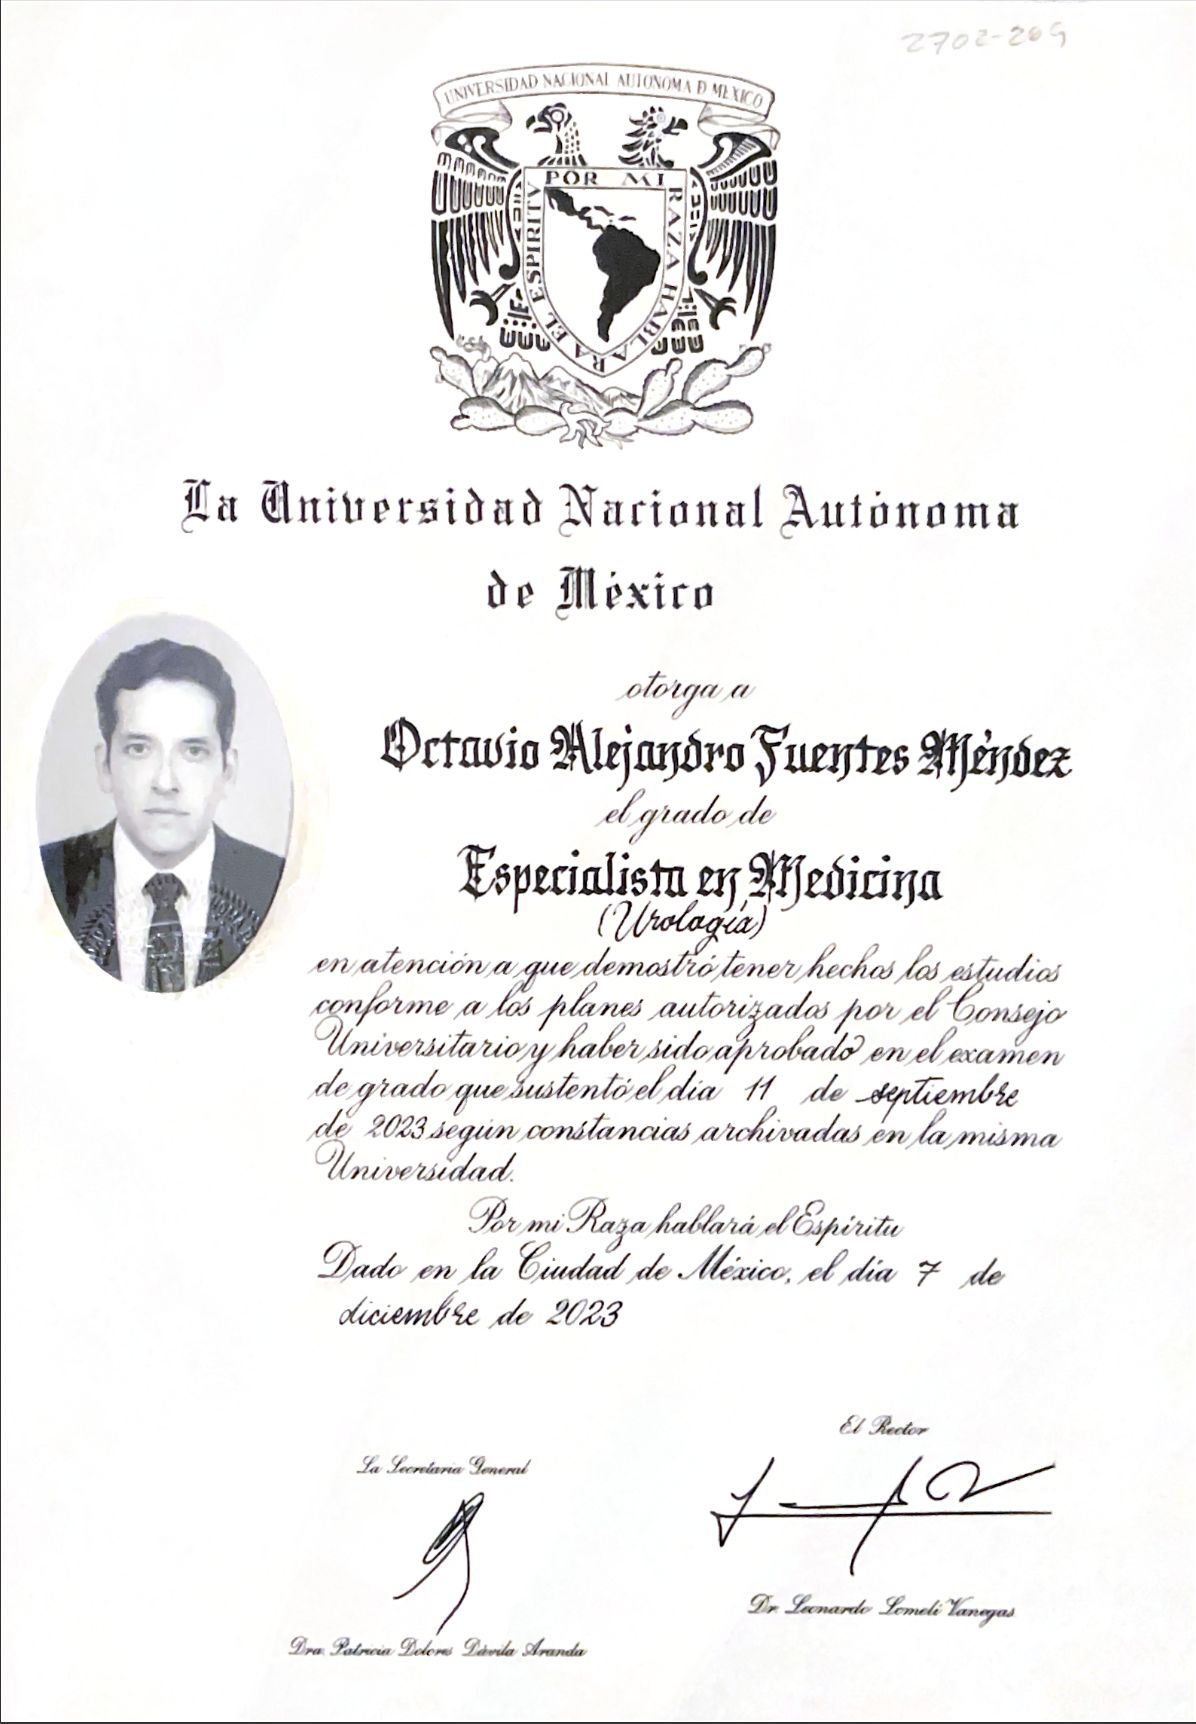 2702-209
UNIVERSIDAD NACIONAL AUTONOMA D MEXICO
POR MI RAZA HABLARA EL ESPIRITV
La Universidad Nacional Autónoma
de México
otorga a
Octavio Alejandro Fuentes Méndez
el grado de
Especialista en Medicina
(Urología)
en atención a que demostró tener hechos los estudios
conforme a los planes autorizados por el Consejo
Universitario y haber sido aprobado en el examen
de grado que sustentó el día 11 de septiembre
de 2023 según constancias archivadas en la misma
Universidad.
Por mi Raza hablará el Espíritu
Dado en la Ciudad de México, el día 7 de
diciembre de 2023
El Rector
La Secretaria General
Dr. Leonardo Lomelí Vanegas
Dra. Patricia Dolores Dávila Aranda